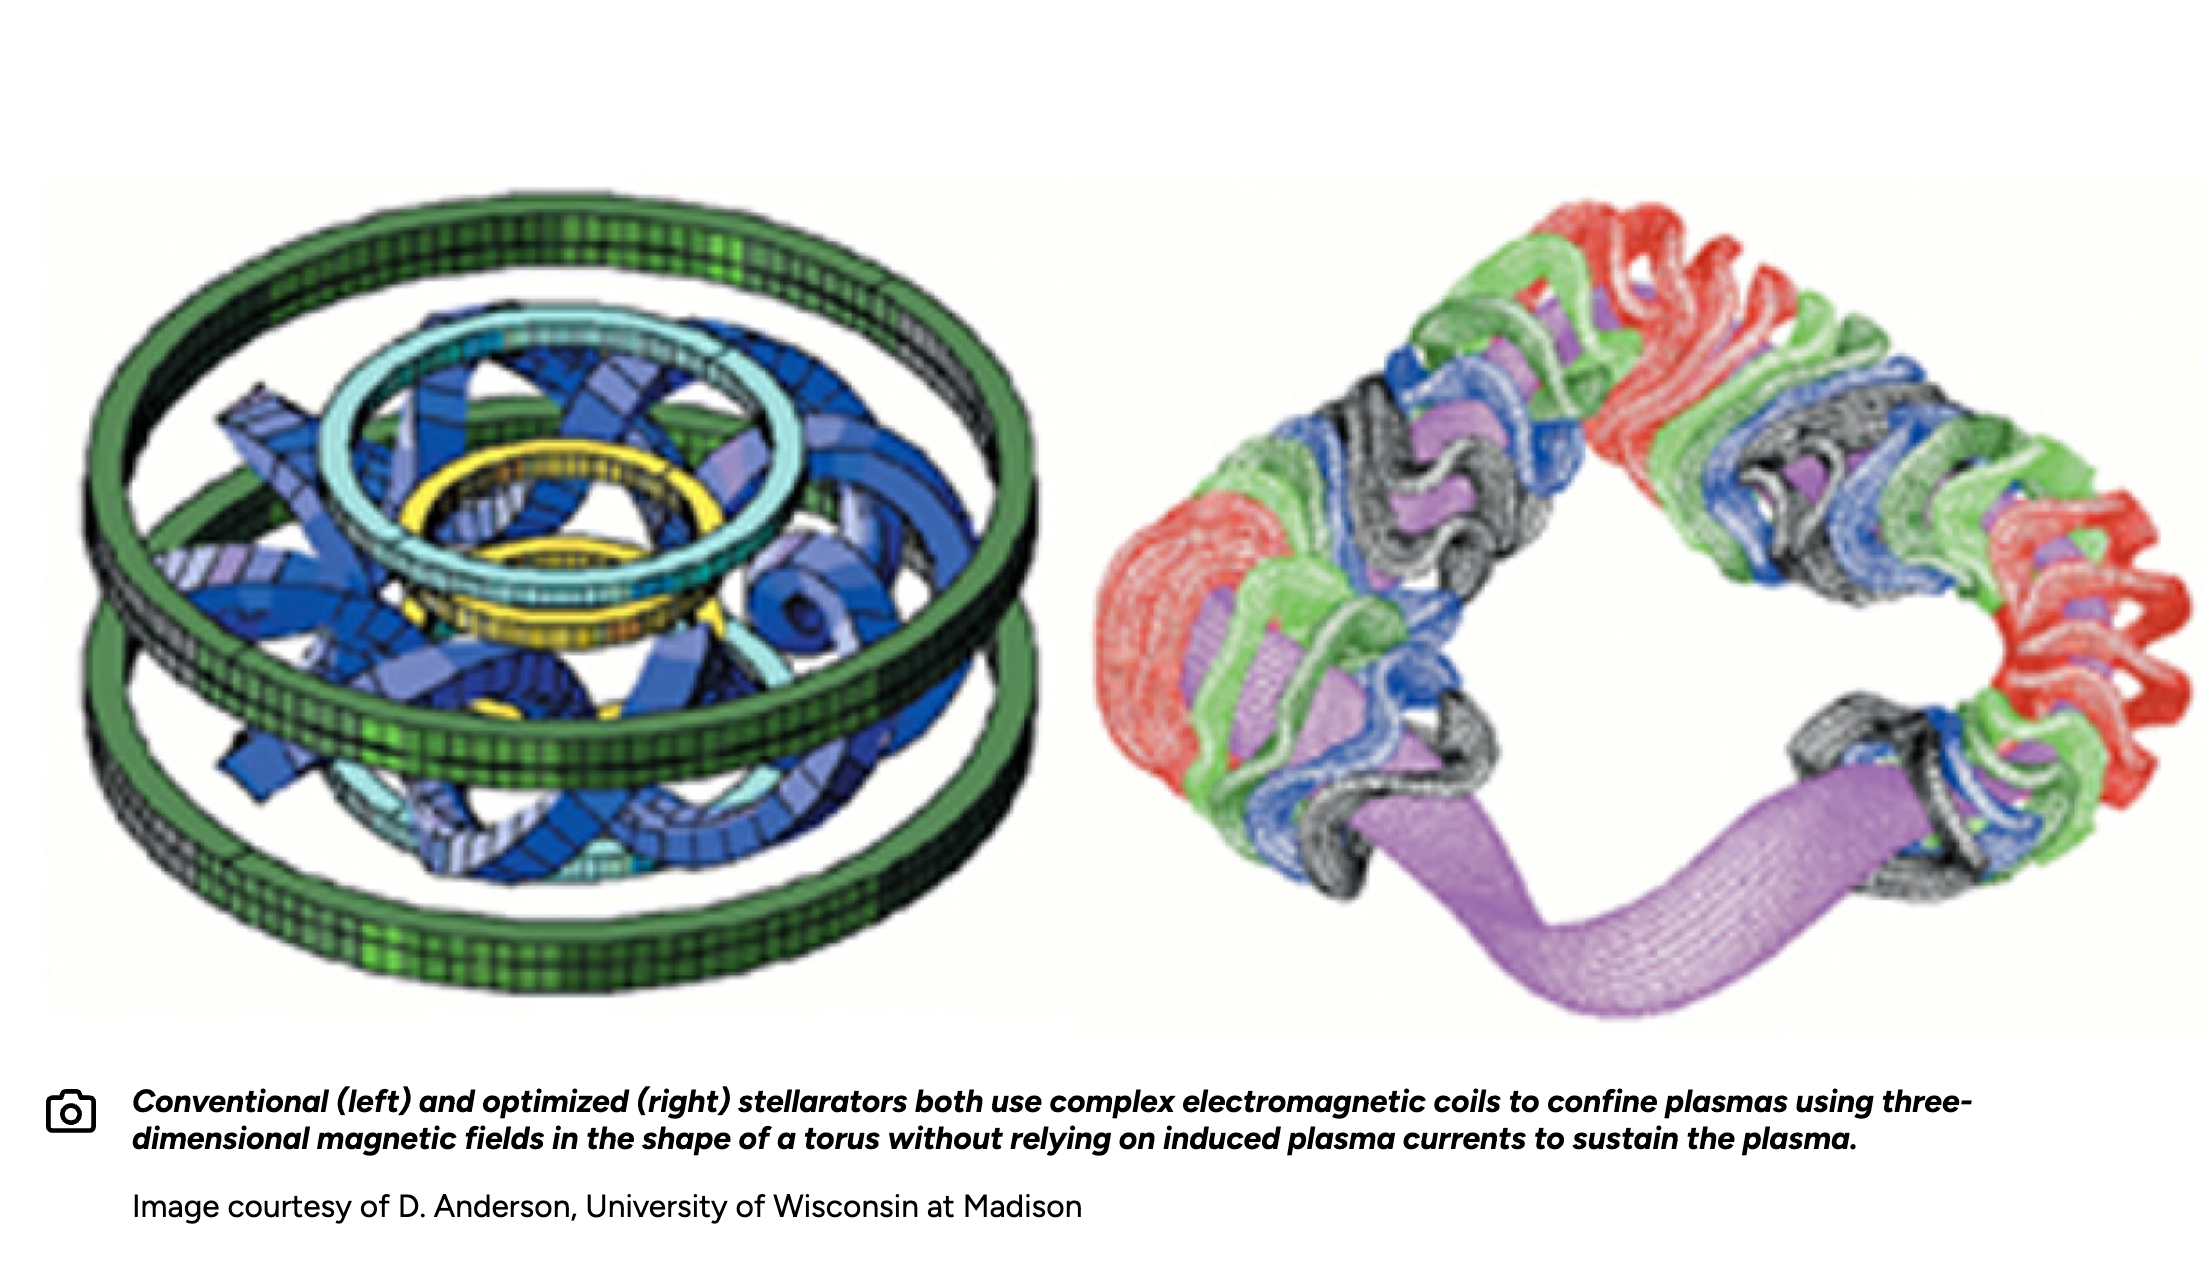 Conventional (left) and optimized (right) stellarators both use complex electromagnetic coils to confine plasmas using three-
dimensional magnetic fields in the shape of a torus without relying on induced plasma currents to sustain the plasma.
Image courtesy of D. Anderson, University of Wisconsin at Madison